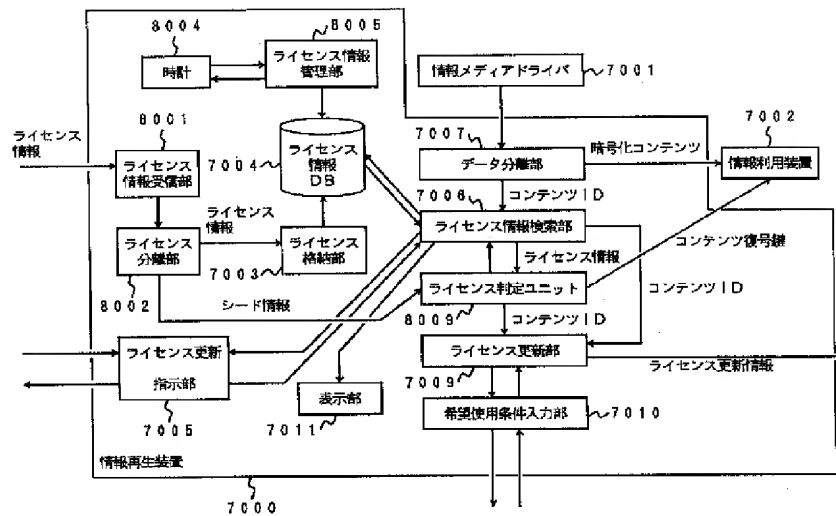 8004
8005
時計
ライセンス情報
管理部
情報メディアドライバ
7001
ライセンス
情報
8001
ライセンス
情報受信部
7004
ライセンス
情報
DB
7007
データ分離部
暗号化コンテンツ
7002
情報利用装置
コンテンツID
7006
ライセンス情報検索部
ライセンス
情報
ライセンス
分離部
8002
ライセンス
格納部
7003
ライセンス情報
コンテンツ復号鍵
シード情報
ライセンス判定ユニット
8009
コンテンツID
コンテンツID
ライセンス更新
指示部
7005
ライセンス更新部
7009
ライセンス更新情報
表示部
7011
希望使用条件入力部
7010
情報再生装置
7000